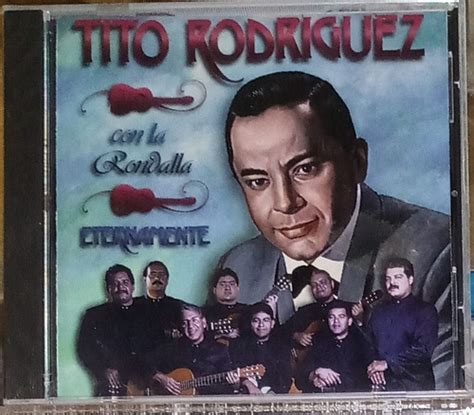 TITO RODRIGUEZ
con la
Rondalla
ETERNAMENTE